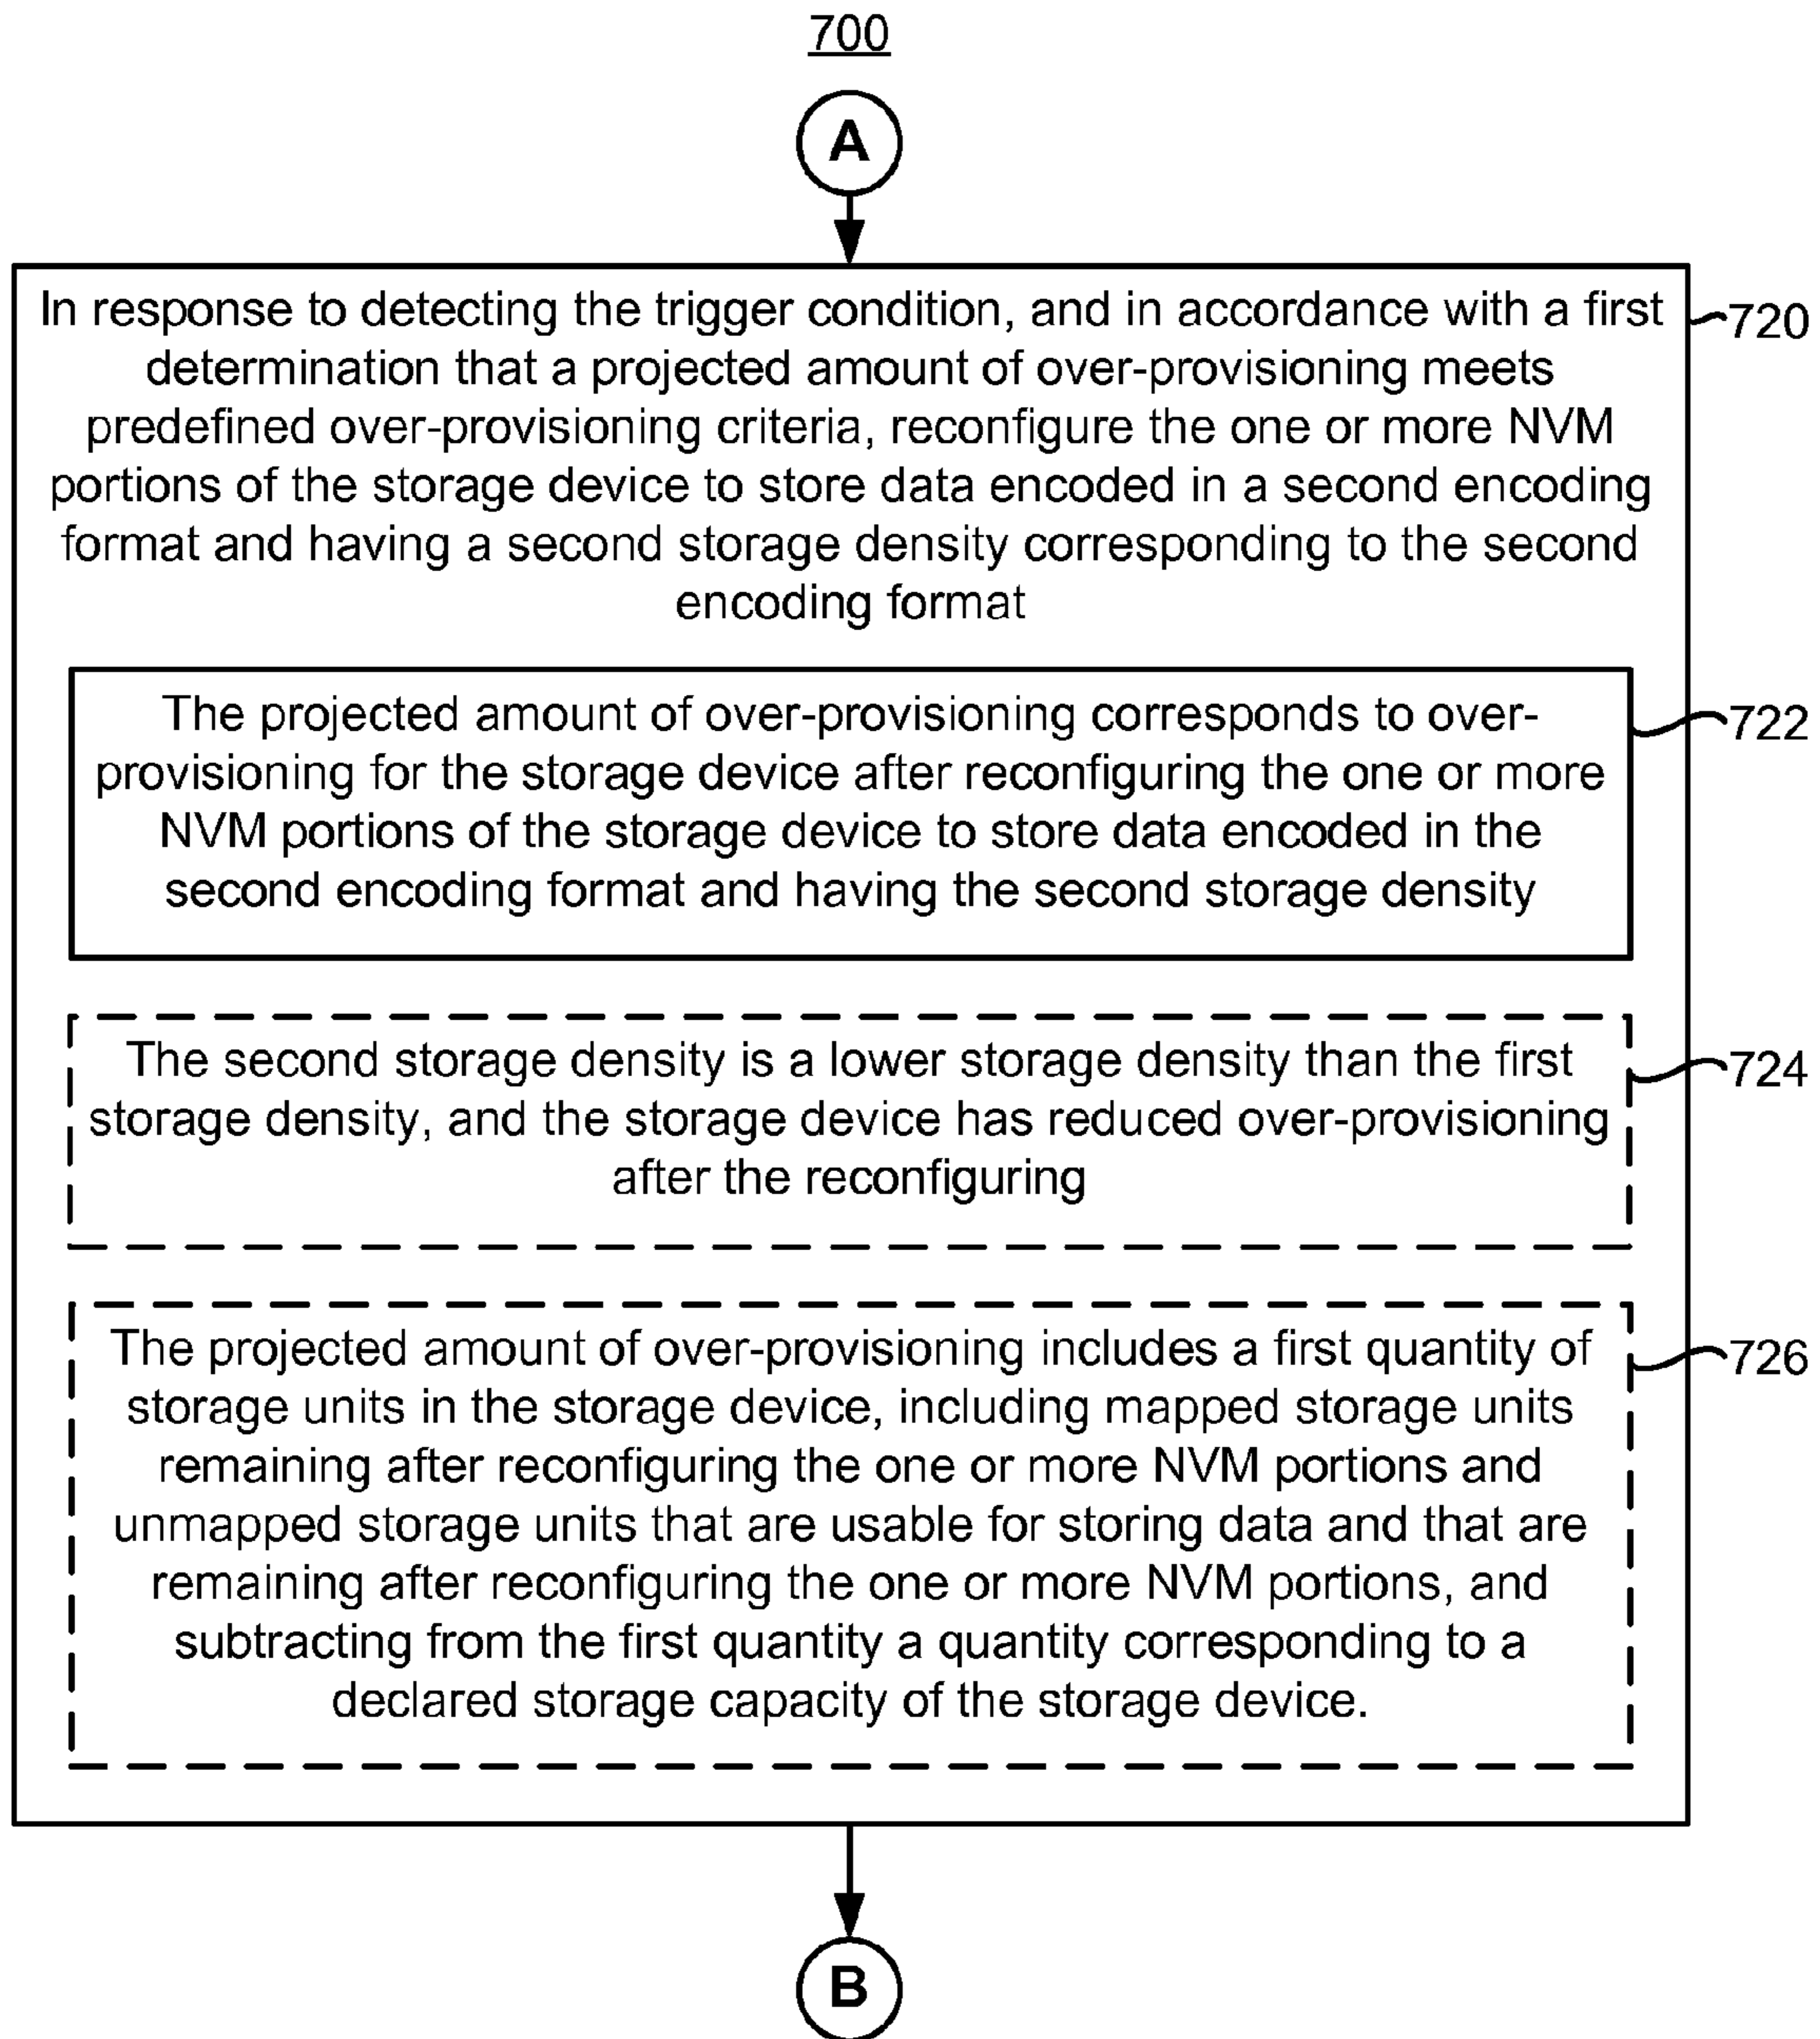 700
A
In response to detecting the trigger condition, and in accordance with a first
determination that a projected amount of over-provisioning meets
predefined over-provisioning criteria, reconfigure the one or more NVM
portions of the storage device to store data encoded in a second encoding
format and having a second storage density corresponding to the second
encoding format
720
The projected amount of over-provisioning corresponds to over-
provisioning for the storage device after reconfiguring the one or more
NVM portions of the storage device to store data encoded in the
second encoding format and having the second storage density
722
The second storage density is a lower storage density than the first
storage density, and the storage device has reduced over-provisioning
after the reconfiguring
724
The projected amount of over-provisioning includes a first quantity of
storage units in the storage device, including mapped storage units
remaining after reconfiguring the one or more NVM portions and
unmapped storage units that are usable for storing data and that are
remaining after reconfiguring the one or more NVM portions, and
subtracting from the first quantity a quantity corresponding to a
declared storage capacity of the storage device.
726
B